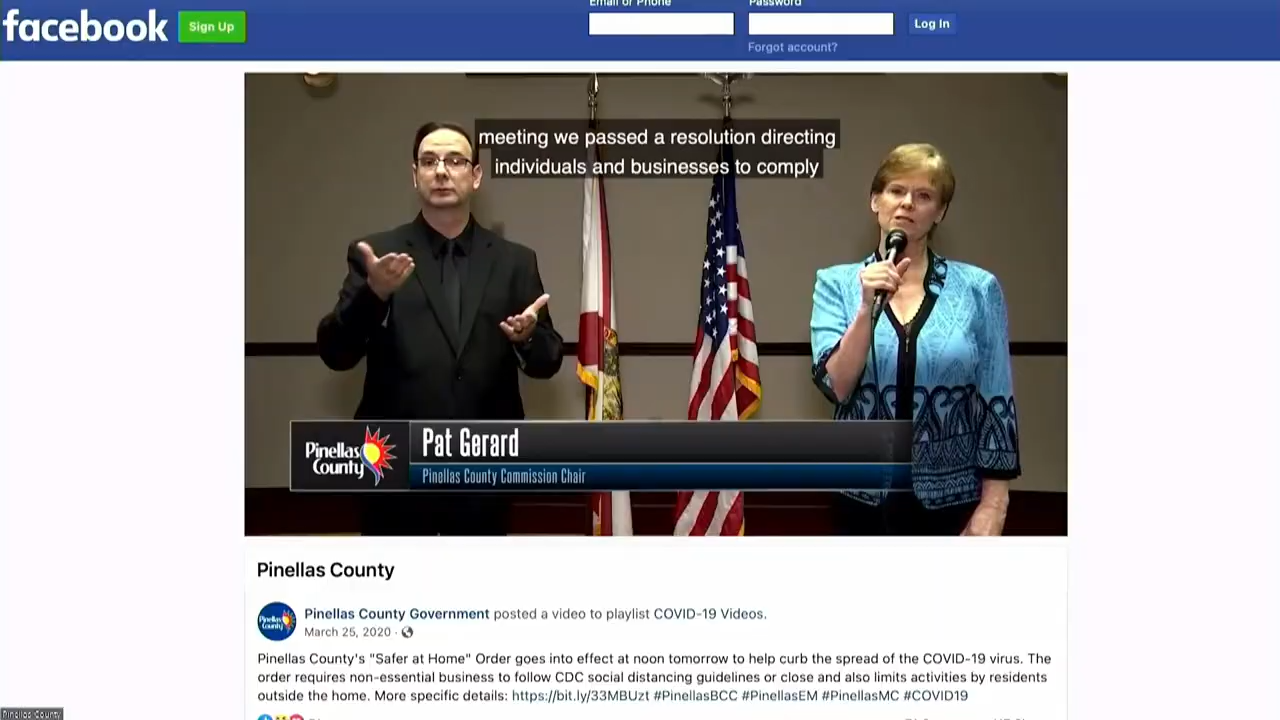 Email or Phone
Password
facebook
Sign Up
Log In
Forgot account?
meeting we passed a resolution directing
individuals and businesses to comply
Pinellas
County
Pat Gerard
Pinellas County Commission Chair
Pinellas County
Pinellas
County
Pinellas County Government posted a video to playlist COVID-19 Videos.
March 25, 2020 ·
Pinellas County's "Safer at Home" Order goes into effect at noon tomorrow to help curb the spread of the COVID-19 virus. The
order requires non-essential business to follow CDC social distancing guidelines or close and also limits activities by residents
outside the home. More specific details: https://bit.ly/33MBUzt #PinellasBCC #PinellasEM #PinellasMC #COVID19
Pinellas County